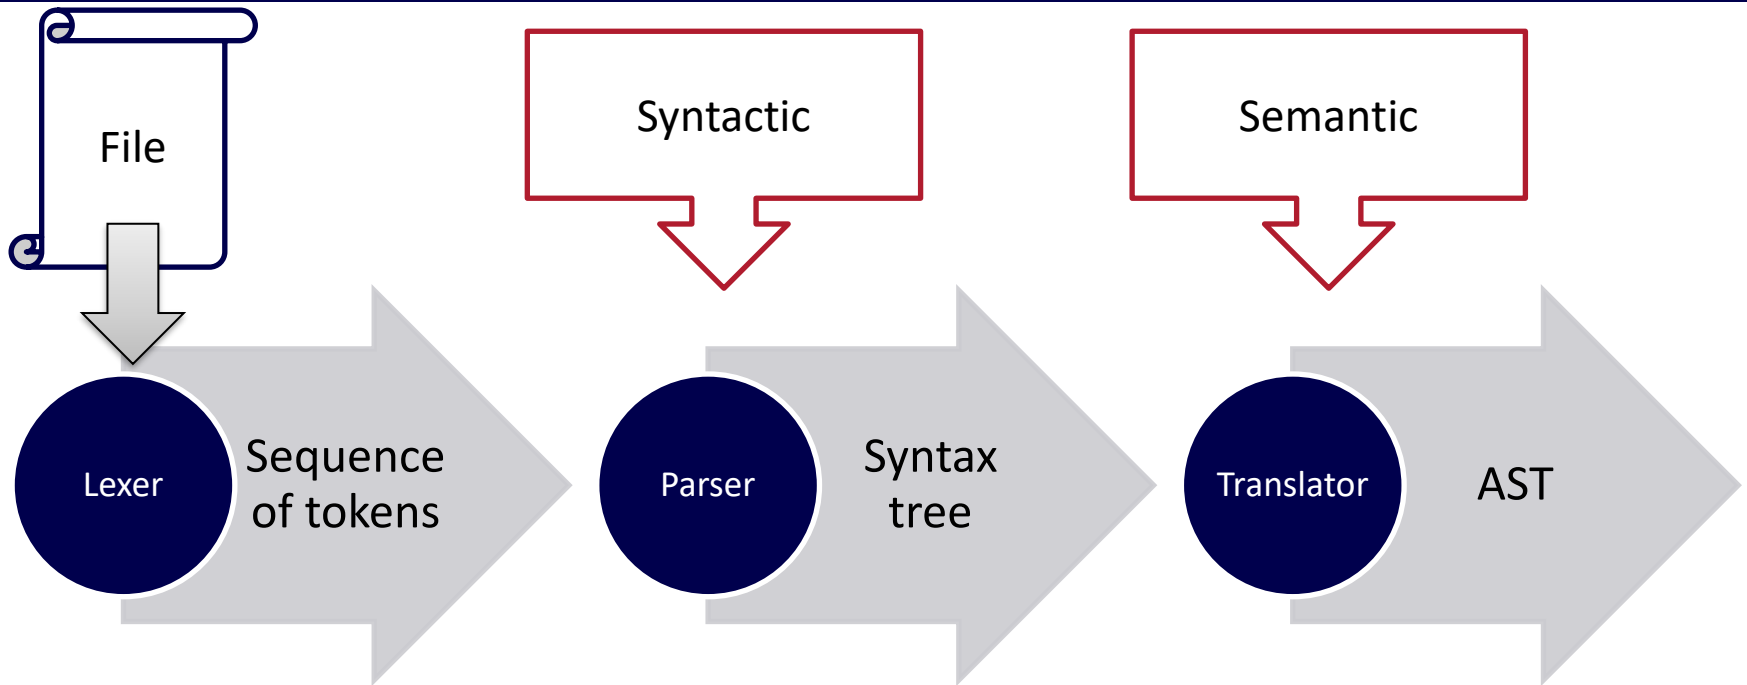 File
Syntactic
Semantic
Lexer
Sequence
of tokens
Parser
Syntax
tree
Translator
AST